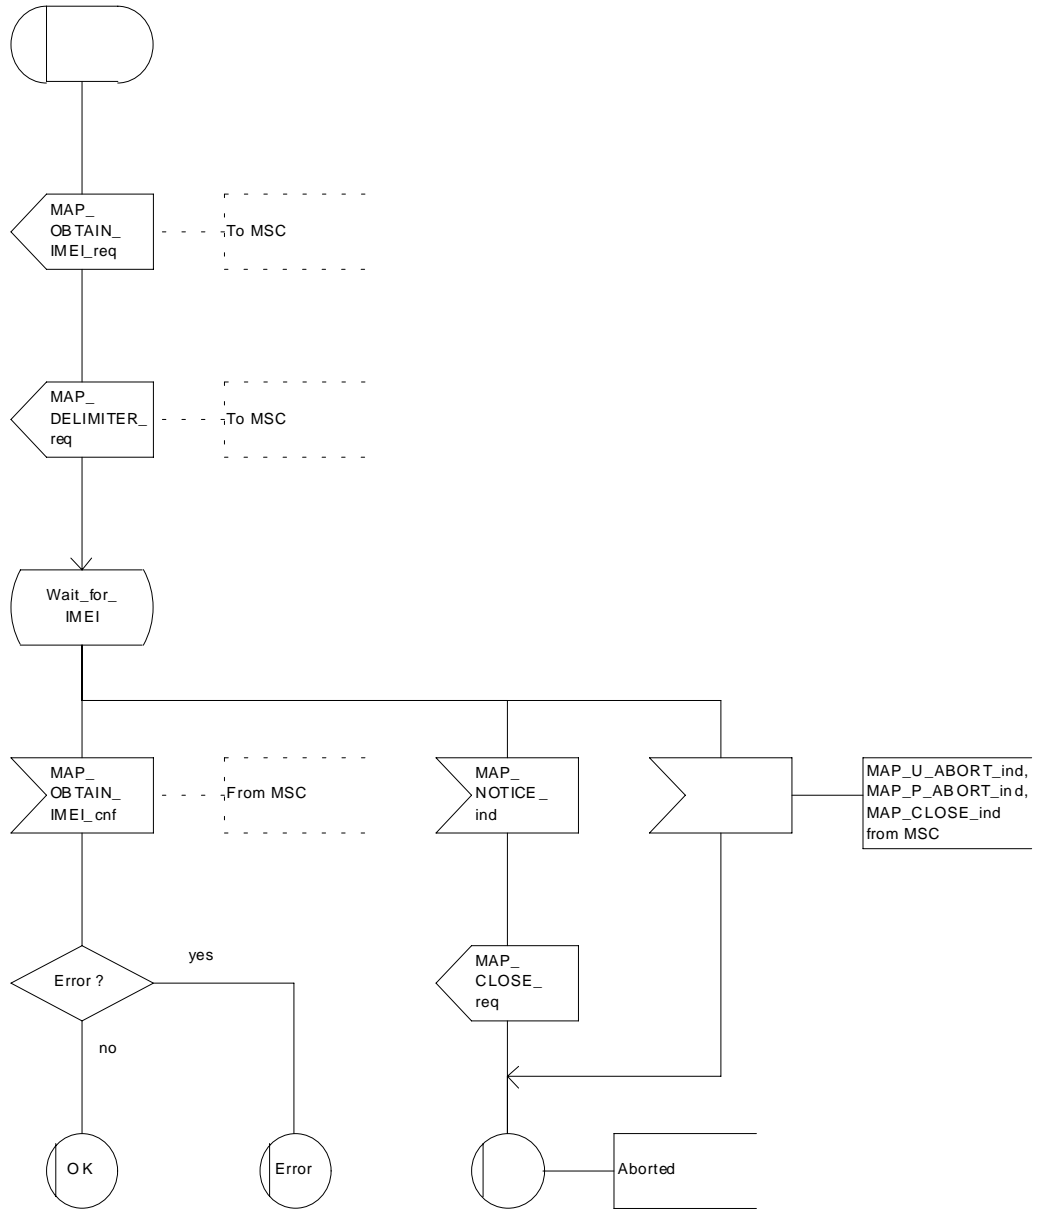 MAP_
OBTAIN_
IMEI_req
To MSC
MAP_
DELIMITER_
req
To MSC
Wait_for_
IMEI
MAP_
OBTAIN_
IMEI_cnf
From MSC
MAP_
NOTICE_
ind
MAP_U_ABORT_ind,
MAP_P_ABORT_ind,
MAP_CLOSE_ind
from MSC
Error ?
yes
no
MAP_
CLOSE_
req
OK
Error
Aborted